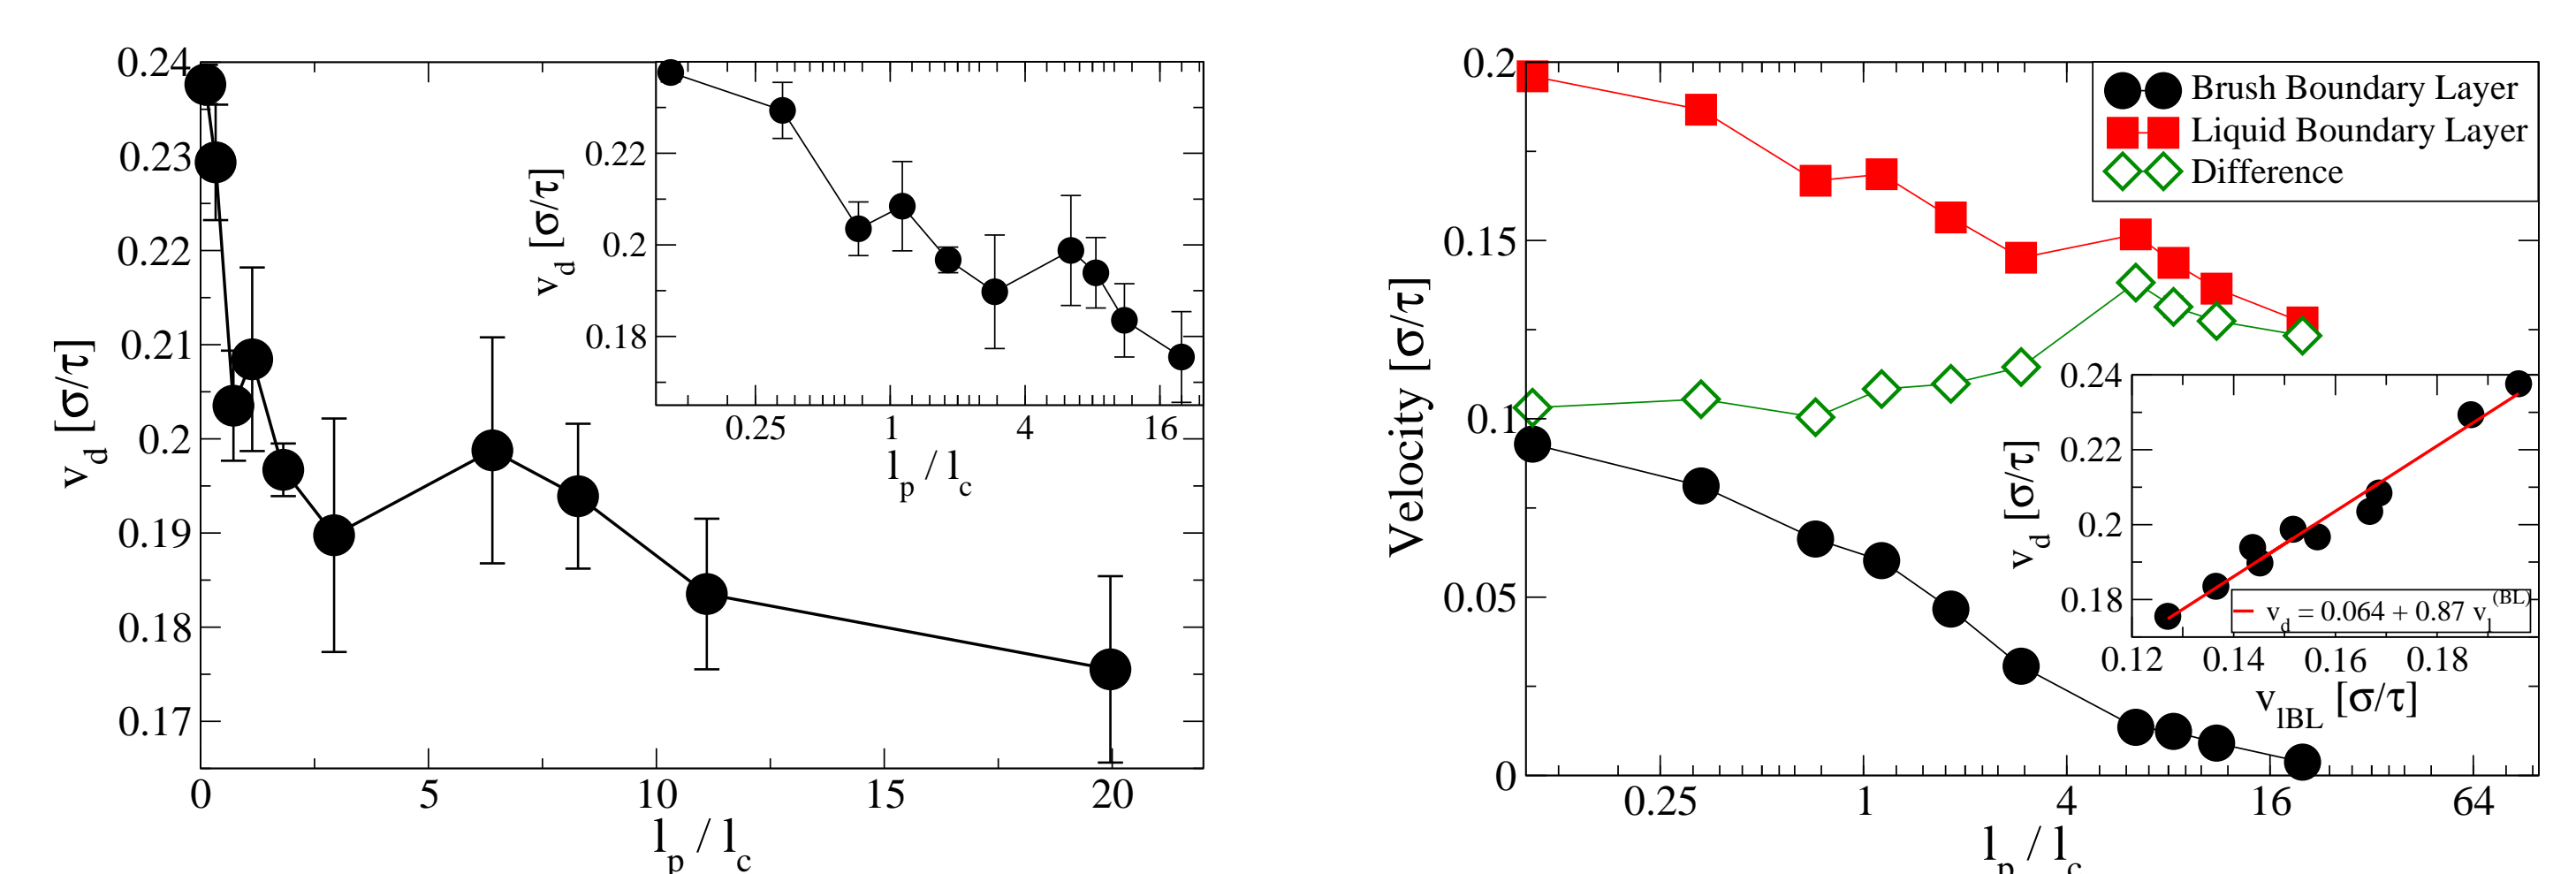 0.24
0.23
0.22
0.21
0.2
0.19
0.18
0.17
v_d [σ/τ]
0 5 10 15 20
l_p / l_c
0.22
0.2
0.18
v_d [σ/τ]
0.25 1 4 16
l_p / l_c
0.2
0.15
0.1
0.05
0
Velocity [σ/τ]
0.25 1 4 16 64
l_p / l_c
Brush Boundary Layer
Liquid Boundary Layer
Difference
0.24
0.22
0.2
0.18
v_d [σ/τ]
v_d = 0.064 + 0.87 v_l^(BL)
0.12 0.14 0.16 0.18
v_lBL [σ/τ]